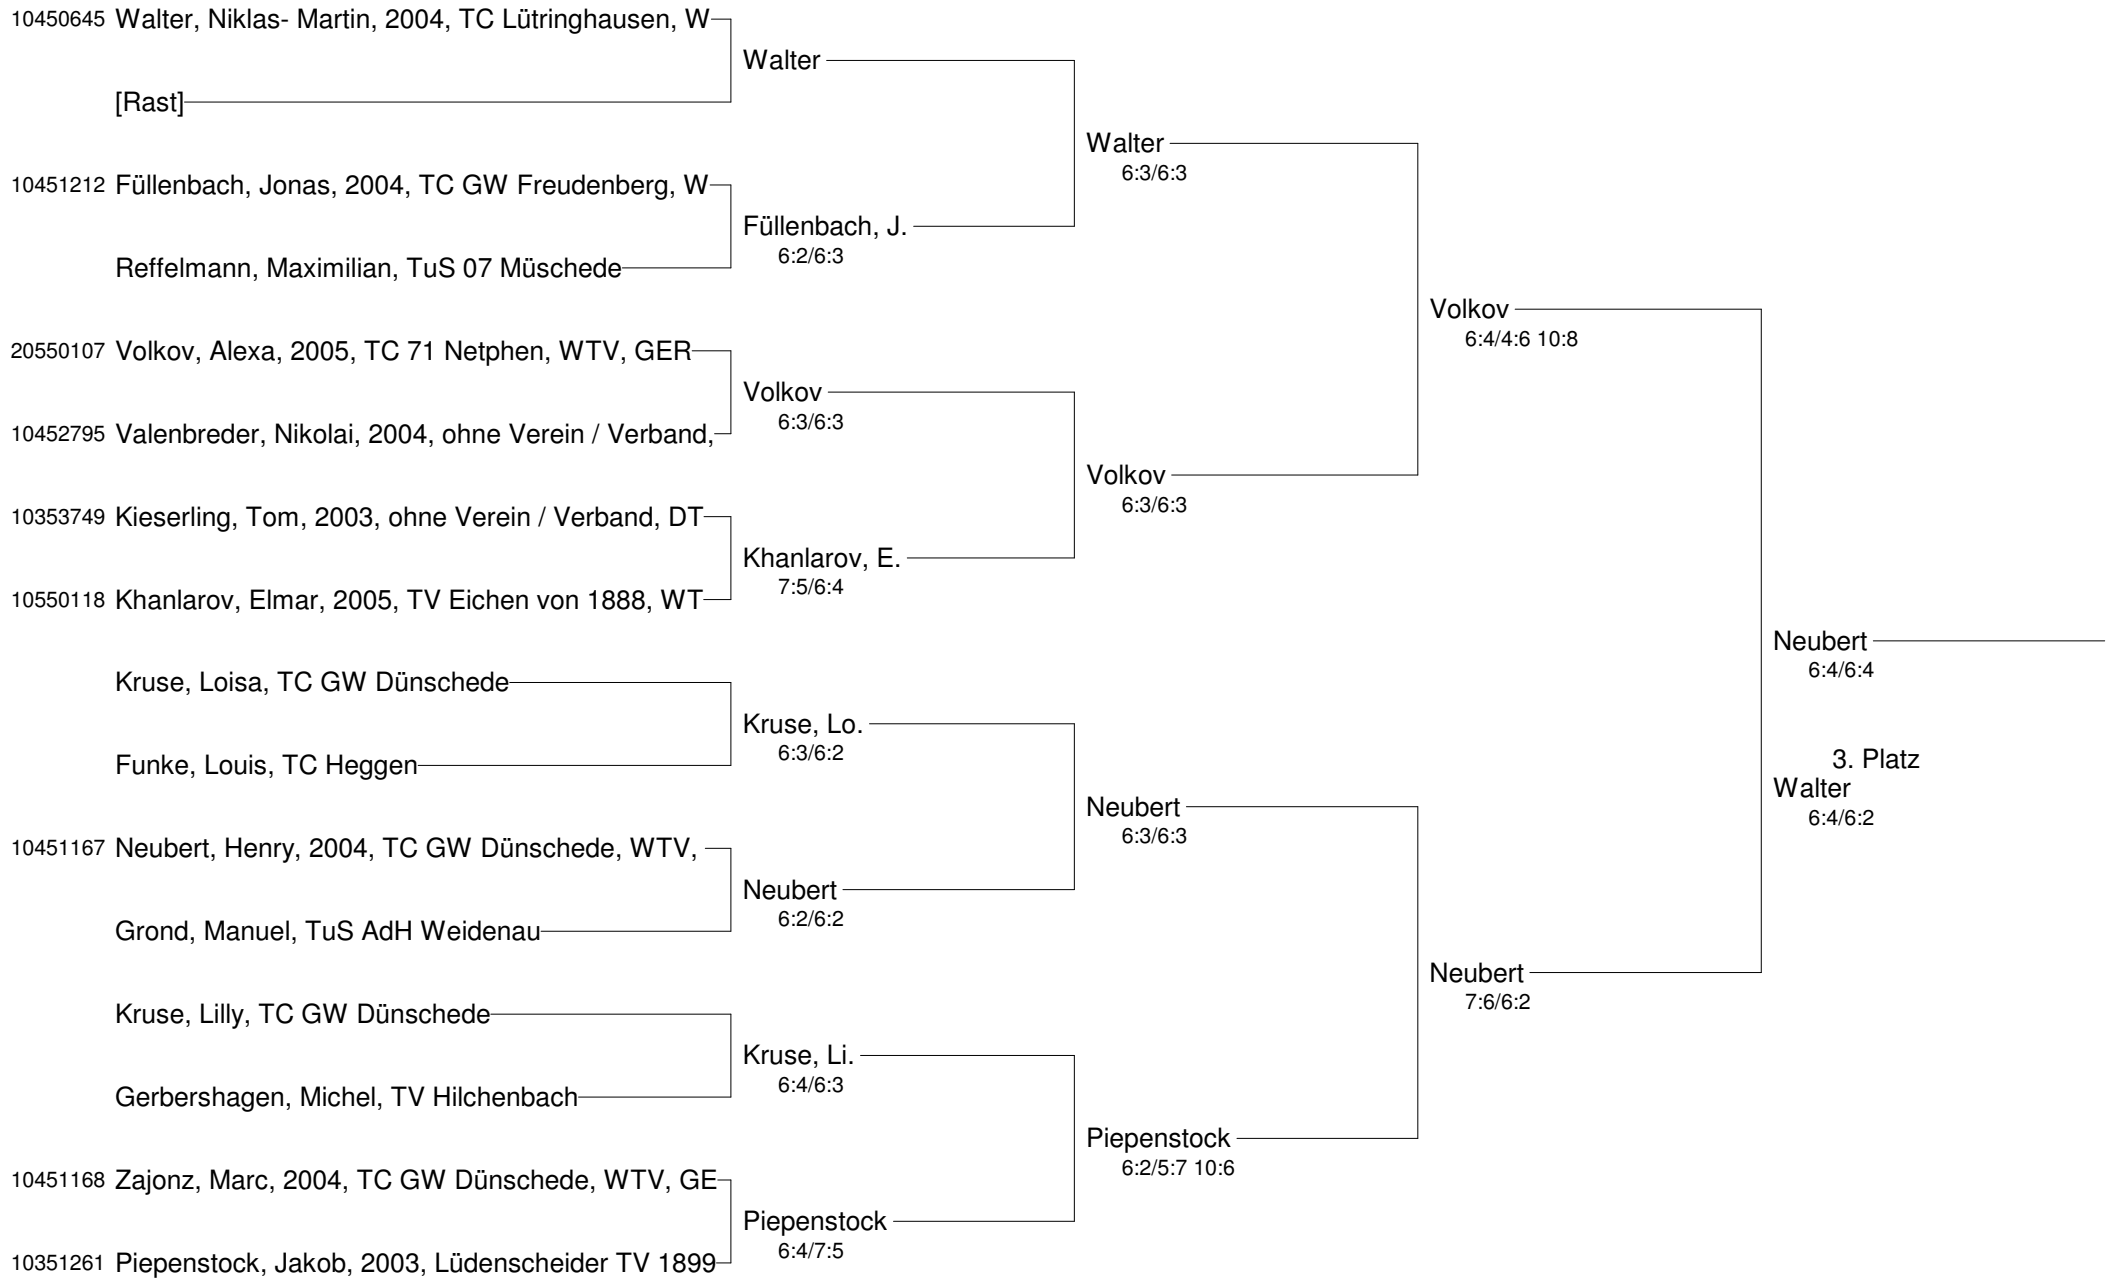 10450645 Walter, Niklas- Martin, 2004, TC Lütringhausen, W
Walter
[Rast]
Walter
6:3/6:3
10451212 Füllenbach, Jonas, 2004, TC GW Freudenberg, W
Füllenbach, J.
6:2/6:3
Reffelmann, Maximilian, TuS 07 Müschede
Volkov
6:4/4:6 10:8
20550107 Volkov, Alexa, 2005, TC 71 Netphen, WTV, GER
Volkov
6:3/6:3
10452795 Valenbreder, Nikolai, 2004, ohne Verein / Verband,
Volkov
6:3/6:3
10353749 Kieserling, Tom, 2003, ohne Verein / Verband, DT
Khanlarov, E.
7:5/6:4
10550118 Khanlarov, Elmar, 2005, TV Eichen von 1888, WT
Neubert
6:4/6:4
Kruse, Loisa, TC GW Dünschede
Kruse, Lo.
6:3/6:2
Funke, Louis, TC Heggen
3. Platz
Walter
6:4/6:2
Neubert
6:3/6:3
10451167 Neubert, Henry, 2004, TC GW Dünschede, WTV,
Neubert
6:2/6:2
Grond, Manuel, TuS AdH Weidenau
Neubert
7:6/6:2
Kruse, Lilly, TC GW Dünschede
Kruse, Li.
6:4/6:3
Gerbershagen, Michel, TV Hilchenbach
Piepenstock
6:2/5:7 10:6
10451168 Zajonz, Marc, 2004, TC GW Dünschede, WTV, GE
Piepenstock
6:4/7:5
10351261 Piepenstock, Jakob, 2003, Lüdenscheider TV 1899